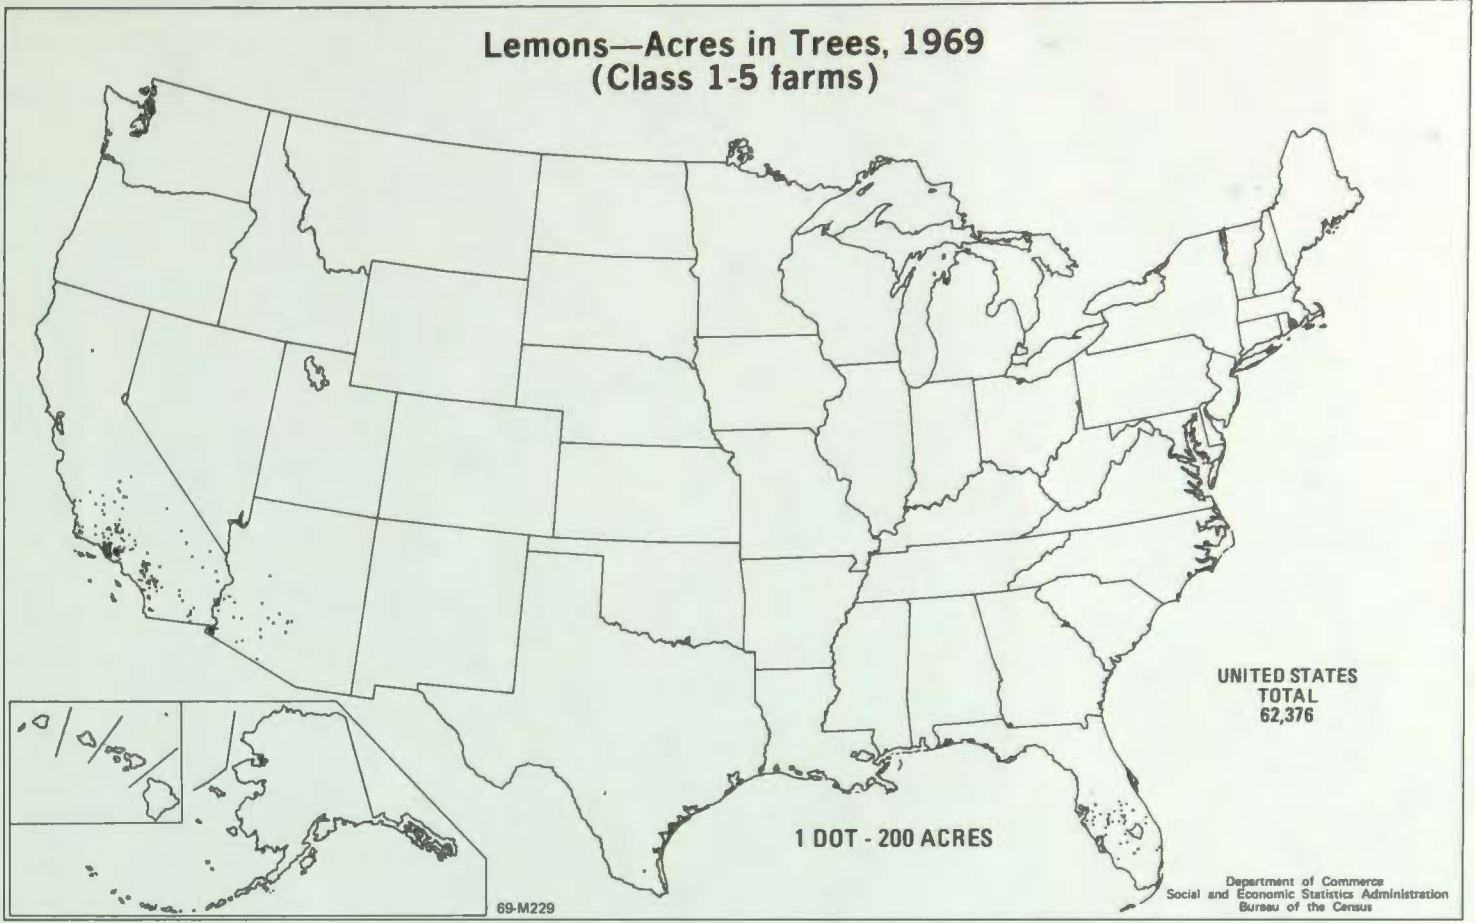 Lemons—Acres in Trees, 1969
(Class 1-5 farms)
UNITED STATES
TOTAL
62,376
1 DOT - 200 ACRES
69-M229
Department of Commerce
Social and Economic Statistics Administration
Bureau of the Census